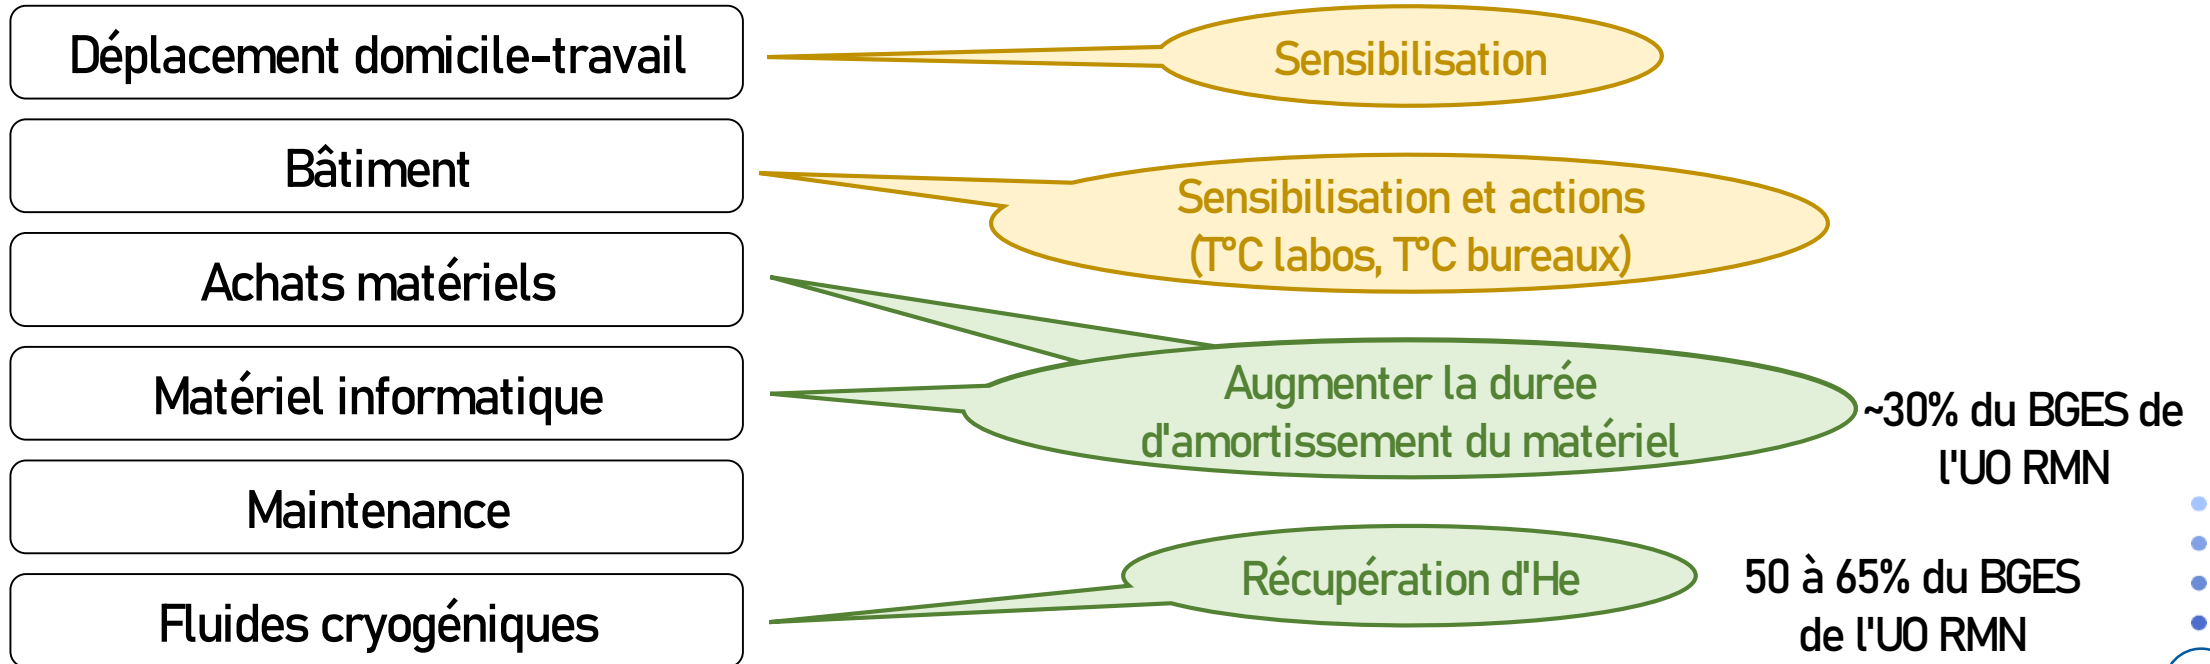 Déplacement domicile-travail
Sensibilisation
Bâtiment
Sensibilisation et actions
(T°C labos, T°C bureaux)
Achats matériels
Matériel informatique
Augmenter la durée
d'amortissement du matériel
~30% du BGES de
l'UO RMN
Maintenance
Fluides cryogéniques
Récupération d'He
50 à 65% du BGES
de l'UO RMN